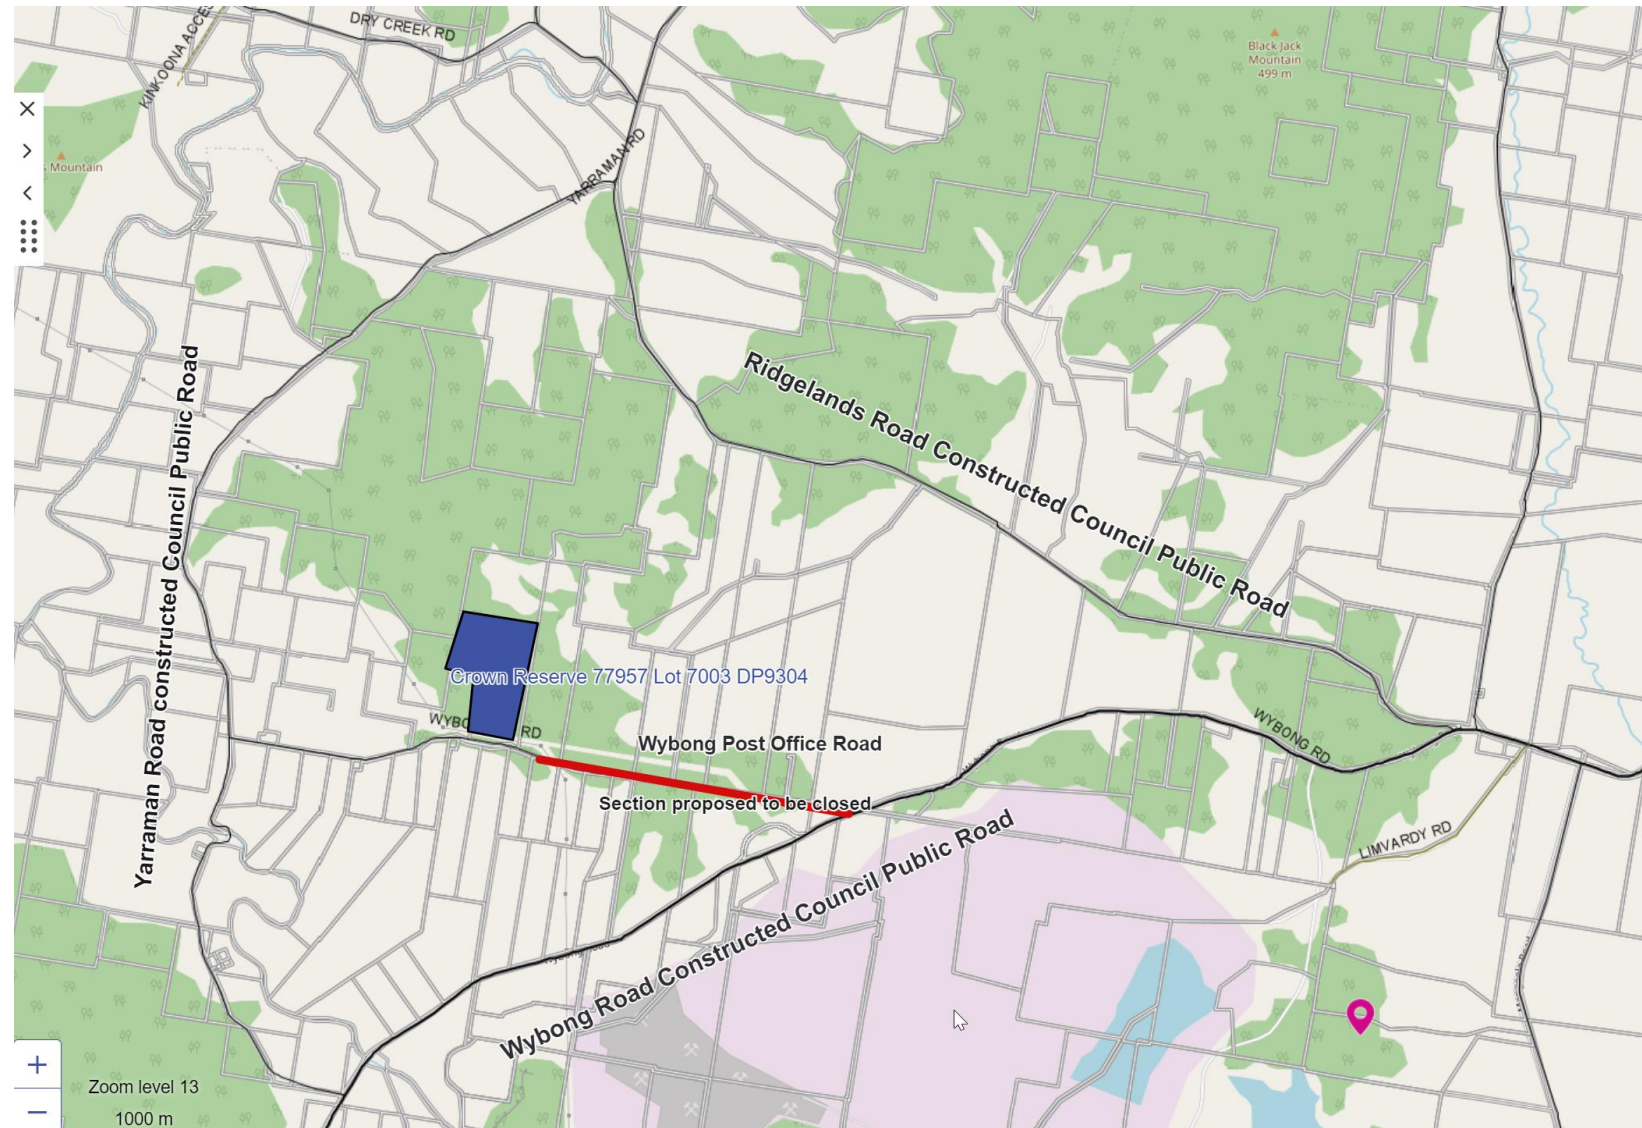 DRY CREEK RD
KINKOONA ACCE
Black Jack
Mountain
499 m
YARRAMAN RD
s Mountain
Ridgelands Road Constructed Council Public Road
Yarraman Road constructed Council Public Road
Crown Reserve 77957 Lot 7003 DP9304
WYBO RD
Wybong Post Office Road
WYBONG RD
Section proposed to be closed
LIMVARDY RD
Wybong Road Constructed Council Public Road
Zoom level 13
1000 m